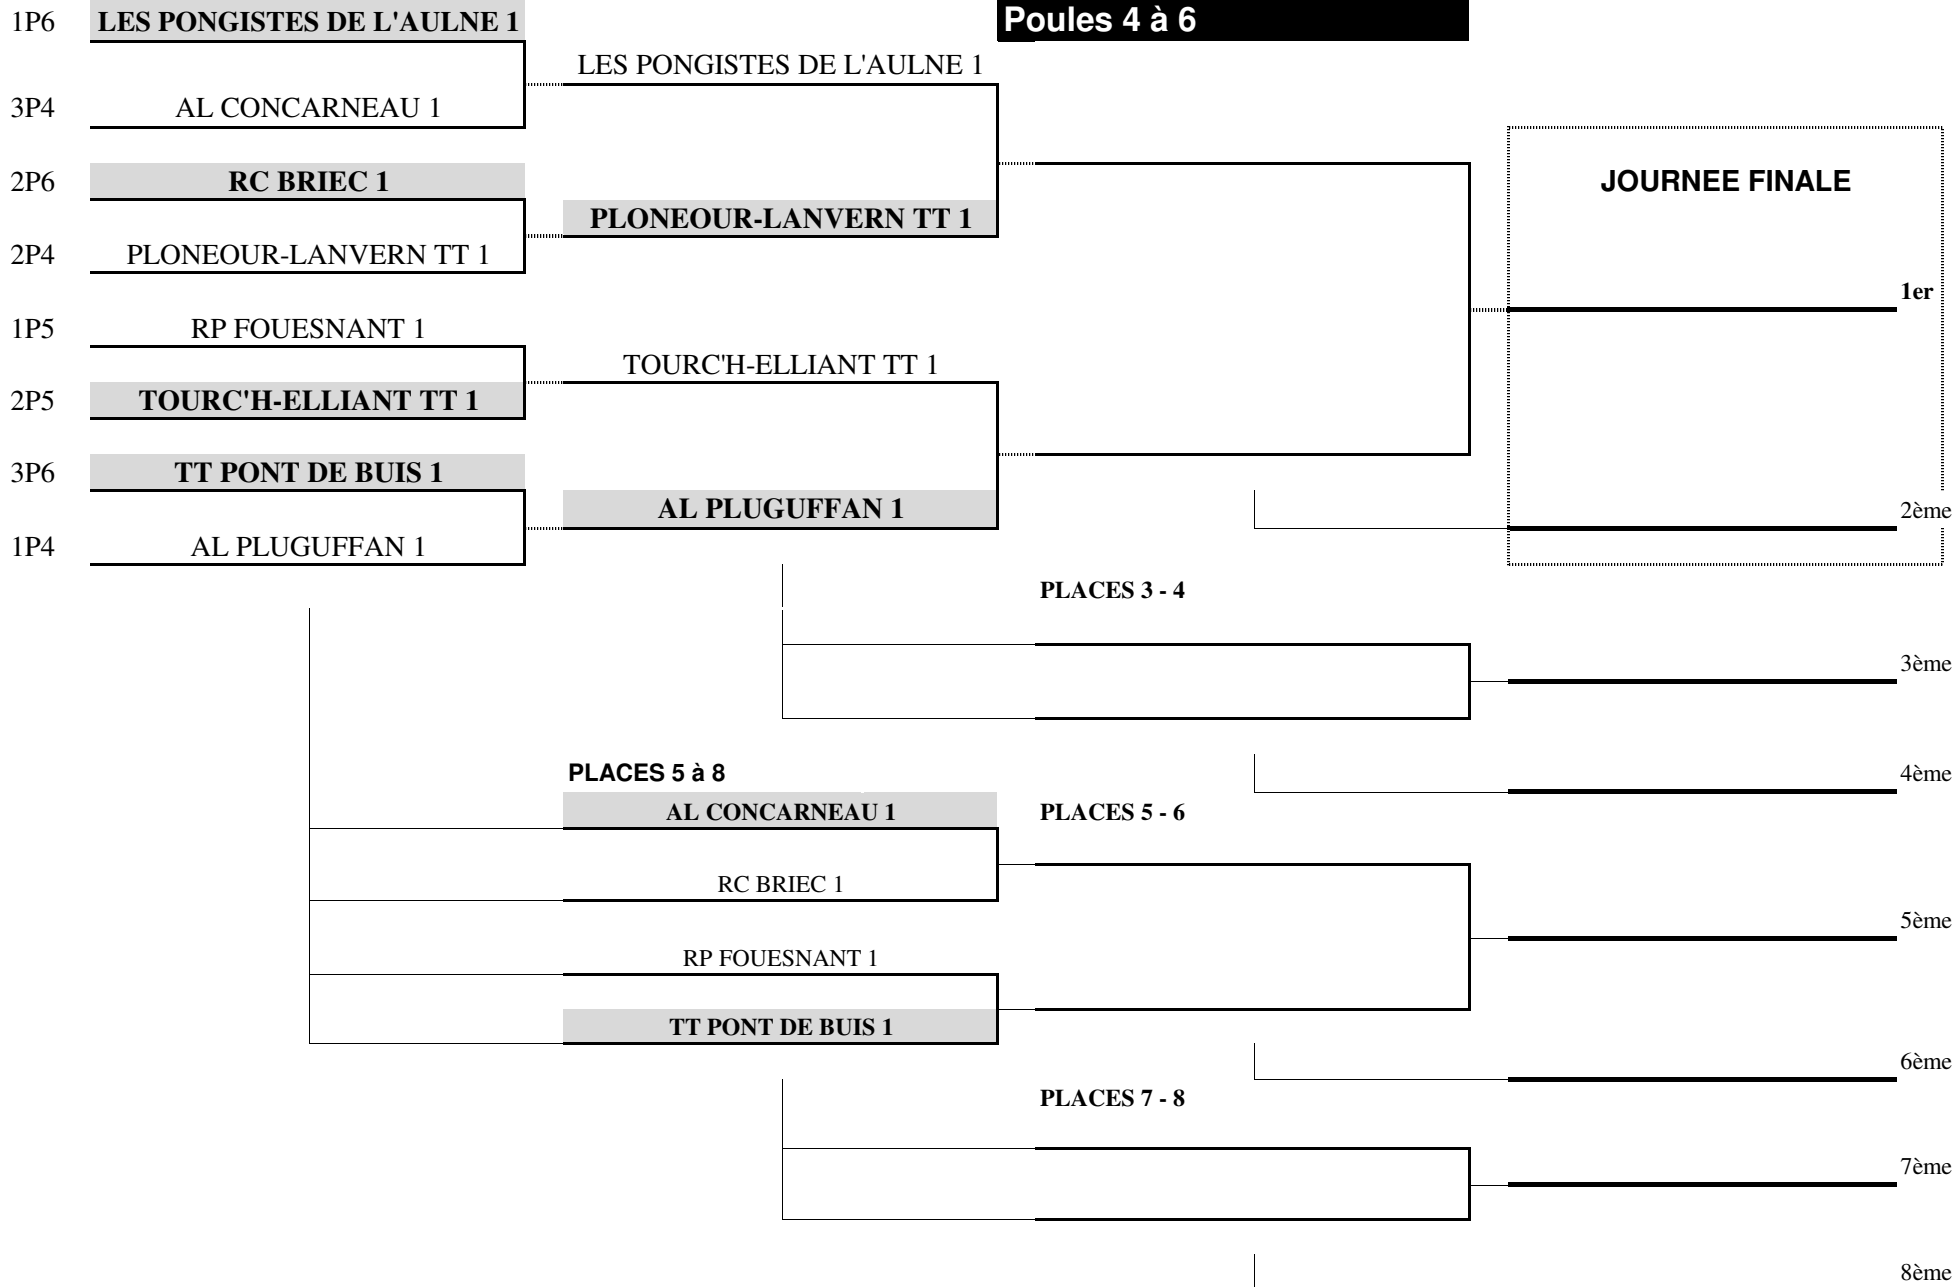 1P6 LES PONGISTES DE L'AULNE 1
Poules 4 à 6
LES PONGISTES DE L'AULNE 1
3P4 AL CONCARNEAU 1
2P6 RC BRIEC 1
JOURNEE FINALE
PLONEOUR-LANVERN TT 1
2P4 PLONEOUR-LANVERN TT 1
1er
1P5 RP FOUESNANT 1
TOURC'H-ELLIANT TT 1
2P5 TOURC'H-ELLIANT TT 1
3P6 TT PONT DE BUIS 1
AL PLUGUFFAN 1
2ème
1P4 AL PLUGUFFAN 1
PLACES 3 - 4
3ème
PLACES 5 à 8
4ème
AL CONCARNEAU 1
PLACES 5 - 6
RC BRIEC 1
5ème
RP FOUESNANT 1
TT PONT DE BUIS 1
6ème
PLACES 7 - 8
7ème
8ème